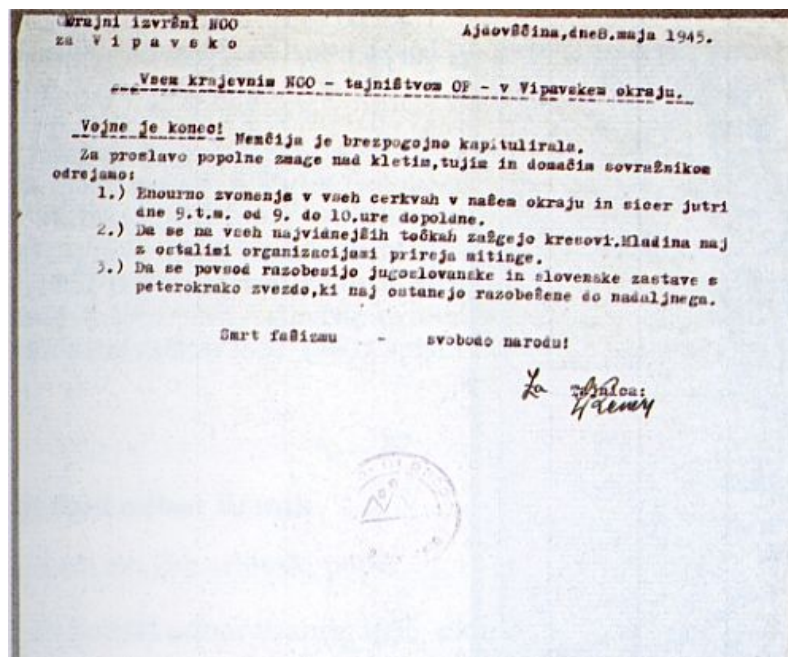 Okrajni izvršni NOO
za Vipavsko
Ajdovščina,dne8.maja 1945.
Vsem krajevnim NOO - tajništvom OF - v Vipavskem okraju.
Vojne je konec! Nemčija je brezpogojno kapitulirala.
Za proslavo popolne zmage nad kletim,tujim in domačim sovražnikom
odrejamo:
1.) Enourno zvonenje v vseh cerkvah v našem okraju in sicer jutri
dne 9.t.m. od 9. do 10.ure dopoldne.
2.) Da se na vseh najvidnejših točkah zažgejo kresovi.Mladina naj
z ostalimi organizacijami prireja mitinge.
3.) Da se povsod razobesijo jugoslovanske in slovenske zastave s
peterokrako zvezdo,ki naj ostanejo razobešene do nadaljnega.
Smrt fašizmu - svobodo narodu!
Za Tajnica: